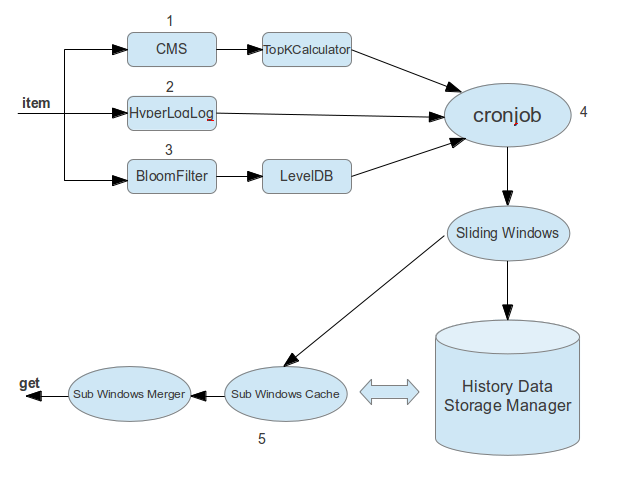 1
CMS
TopKCalculator
item
2
HyperLogLog
cronjob
4
3
BloomFilter
LevelDB
Sliding Windows
get
Sub Windows Merger
Sub Windows Cache
History Data
Storage Manager
5